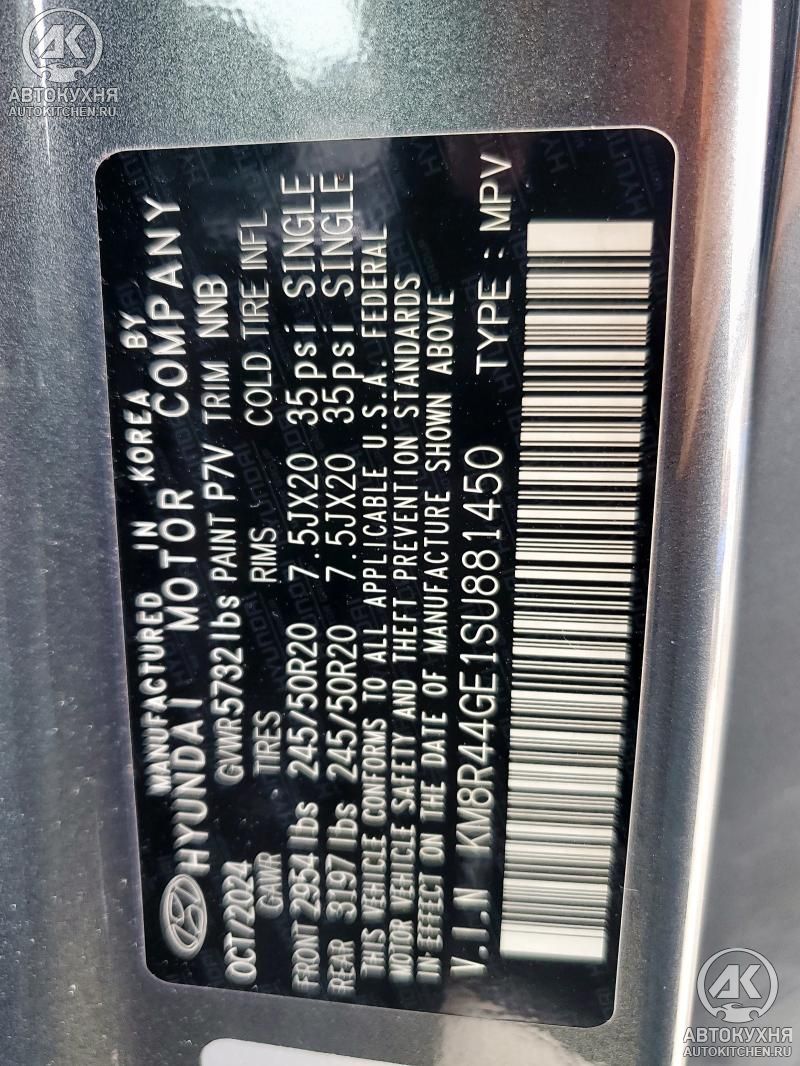 АК
АВТОКУХНЯ
AUTOKITCHEN.RU
MANUFACTURED IN KOREA BY
HYUNDAI MOTOR COMPANY
OCT/2024 GVWR5732lbs PAINT P7V TRIM NNB
GAWR TIRES RIMS COLD TIRE INFL
FRONT 2954lbs 245/50R20 7.5JX20 35psi SINGLE
REAR 3197lbs 245/50R20 7.5JX20 35psi SINGLE
THIS VEHICLE CONFORMS TO ALL APPLICABLE U.S.A. FEDERAL
MOTOR VEHICLE SAFETY AND THEFT PREVENTION STANDARDS
IN EFFECT ON THE DATE OF MANUFACTURE SHOWN ABOVE
V.I.N KM8R44GE1SU881450 TYPE : MPV
АК
АВТОКУХНЯ
AUTOKITCHEN.RU